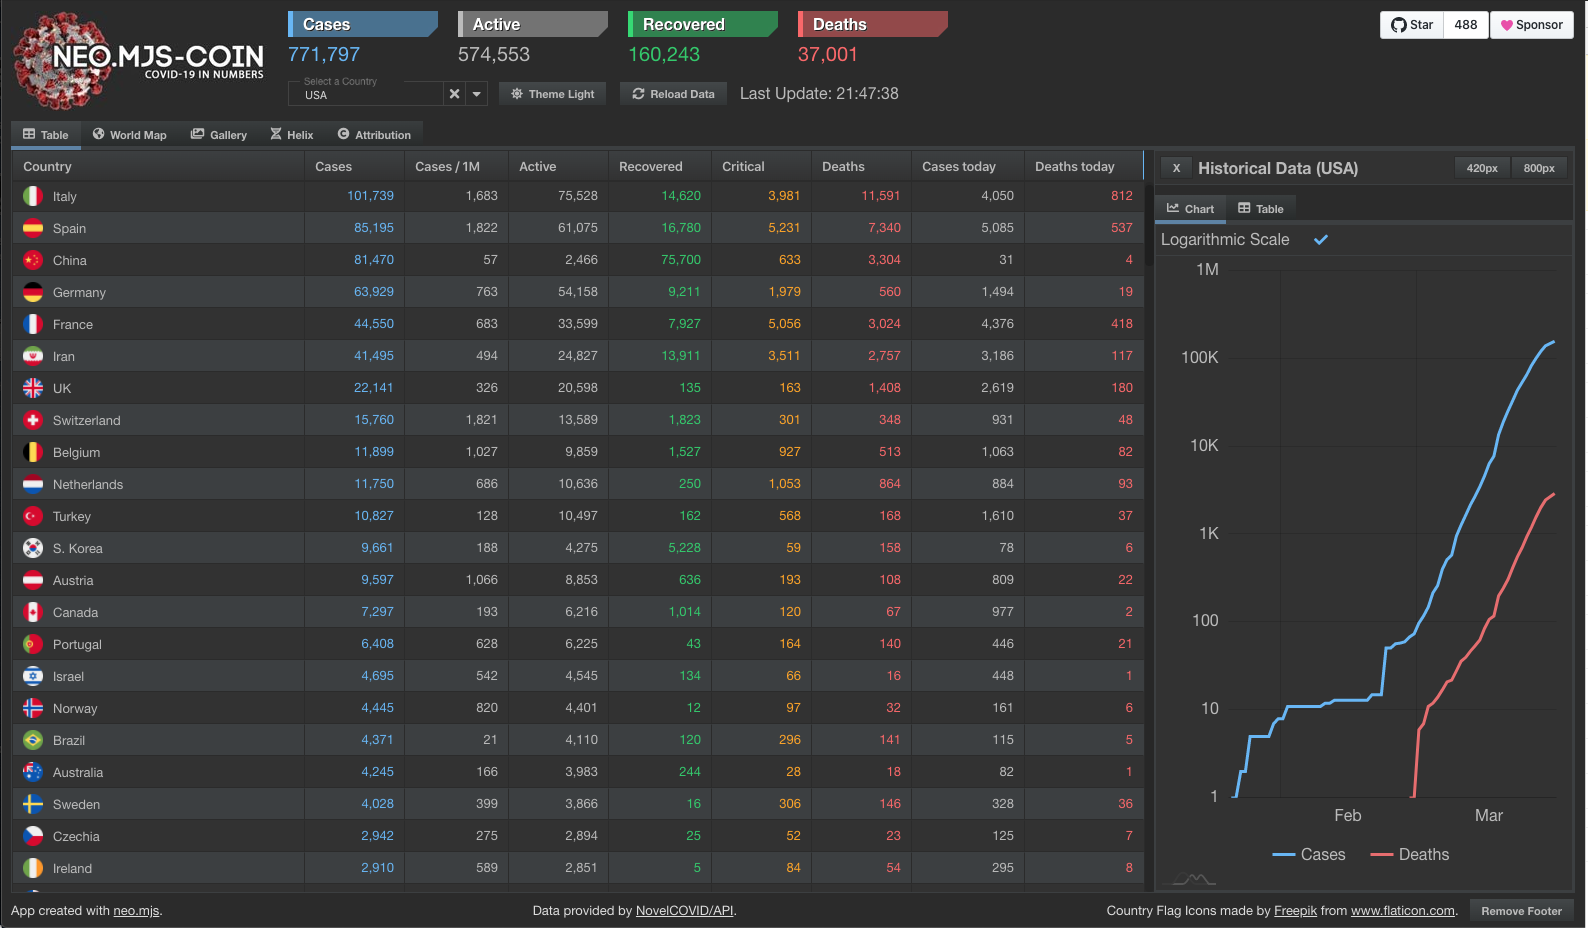 NEO.MJS-COIN
COVID-19 IN NUMBERS
Cases Active Recovered Deaths
771,797 574,553 160,243 37,001
Star 488 Sponsor
Select a Country
USA
Theme Light Reload Data Last Update: 21:47:38
Table World Map Gallery Helix Attribution
Country Cases Cases / 1M Active Recovered Critical Deaths Cases today Deaths today
Italy 101,739 1,683 75,528 14,620 3,981 11,591 4,050 812
Spain 85,195 1,822 61,075 16,780 5,231 7,340 5,085 537
China 81,470 57 2,466 75,700 633 3,304 31 4
Germany 63,929 763 54,158 9,211 1,979 560 1,494 19
France 44,550 683 33,599 7,927 5,056 3,024 4,376 418
Iran 41,495 494 24,827 13,911 3,511 2,757 3,186 117
UK 22,141 326 20,598 135 163 1,408 2,619 180
Switzerland 15,760 1,821 13,589 1,823 301 348 931 48
Belgium 11,899 1,027 9,859 1,527 927 513 1,063 82
Netherlands 11,750 686 10,636 250 1,053 864 884 93
Turkey 10,827 128 10,497 162 568 168 1,610 37
S. Korea 9,661 188 4,275 5,228 59 158 78 6
Austria 9,597 1,066 8,853 636 193 108 809 22
Canada 7,297 193 6,216 1,014 120 67 977 2
Portugal 6,408 628 6,225 43 164 140 446 21
Israel 4,695 542 4,545 134 66 16 448 1
Norway 4,445 820 4,401 12 97 32 161 6
Brazil 4,371 21 4,110 120 296 141 115 5
Australia 4,245 166 3,983 244 28 18 82 1
Sweden 4,028 399 3,866 16 306 146 328 36
Czechia 2,942 275 2,894 25 52 23 125 7
Ireland 2,910 589 2,851 5 84 54 295 8
X Historical Data (USA) 420px 800px
Chart Table
Logarithmic Scale
1M
100K
10K
1K
100
10
1
Feb Mar
Cases Deaths
App created with neo.mjs.
Data provided by NovelCOVID/API.
Country Flag Icons made by Freepik from www.flaticon.com.
Remove Footer